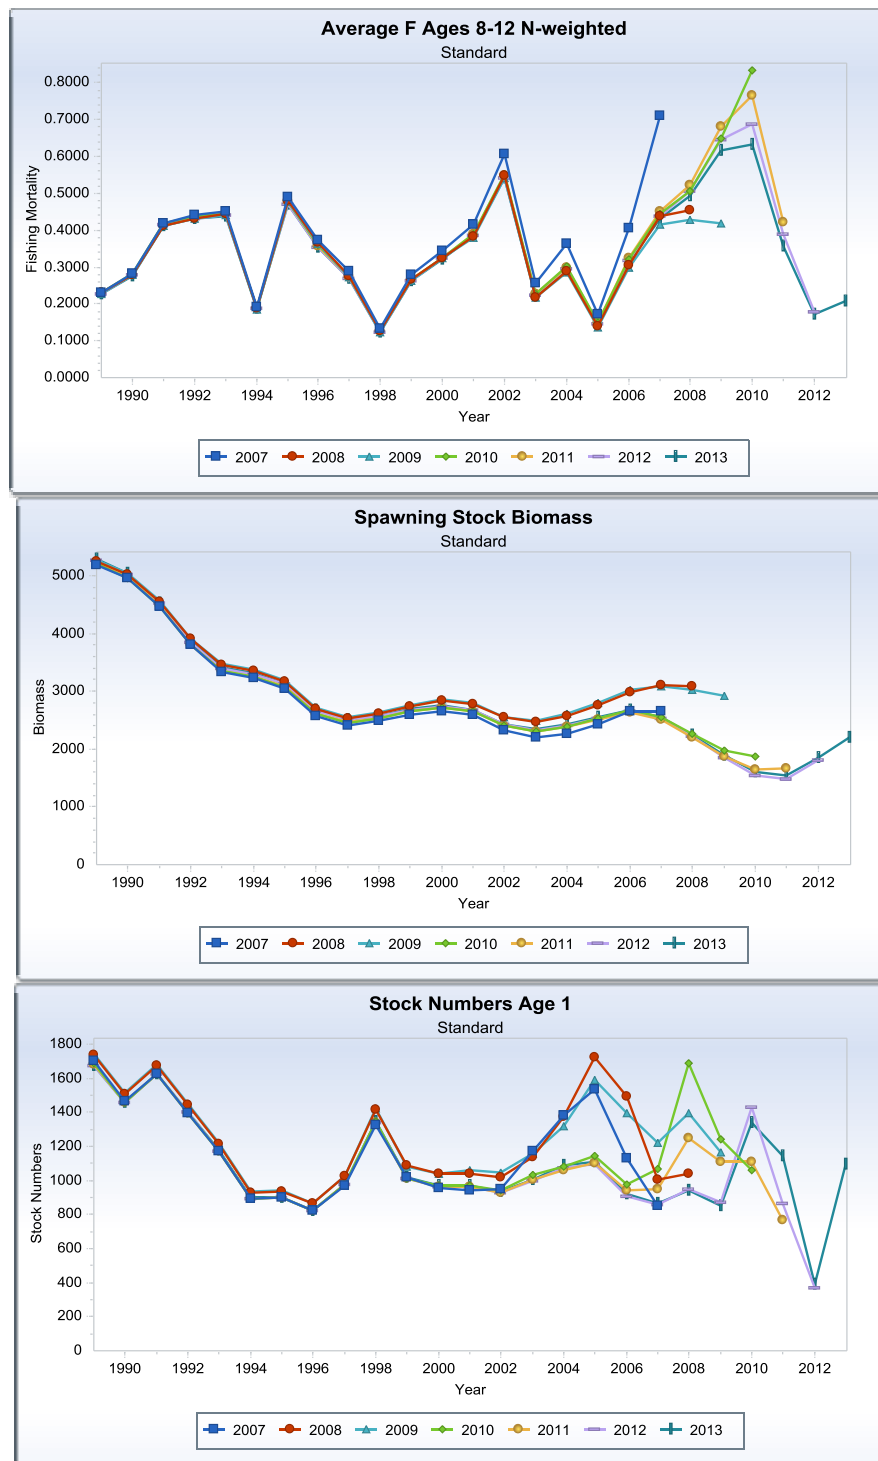 Average F Ages 8-12 N-weighted
Standard
0.8000
0.7000
0.6000
0.5000
0.4000
0.3000
0.2000
0.1000
0.0000
Fishing Mortality
1990 1992 1994 1996 1998 2000 2002 2004 2006 2008 2010 2012
Year
2007 2008 2009 2010 2011 2012 2013
Spawning Stock Biomass
Standard
5000
4000
3000
2000
1000
0
Biomass
1990 1992 1994 1996 1998 2000 2002 2004 2006 2008 2010 2012
Year
2007 2008 2009 2010 2011 2012 2013
Stock Numbers Age 1
Standard
1800
1600
1400
1200
1000
800
600
400
200
0
Stock Numbers
1990 1992 1994 1996 1998 2000 2002 2004 2006 2008 2010 2012
Year
2007 2008 2009 2010 2011 2012 2013